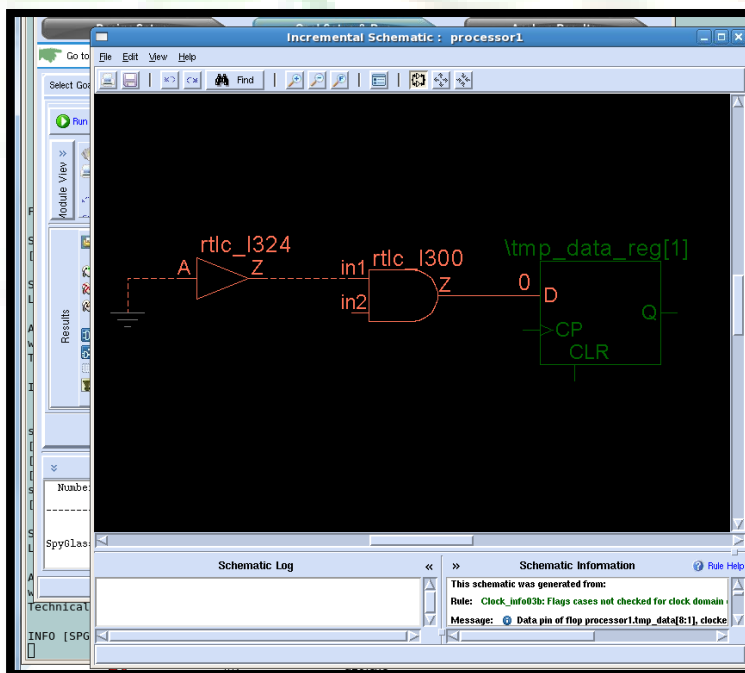 Incremental Schematic : processor1
Go to
File Edit View Help
Select Goa
Find
Run
Module View
Results
rtlc_I324
A
Z
in1
rtlc_I300
in2
Z
\tmp_data_reg[1]
0
D
Q
>CP
CLR
Numbe
----------
SpyGlas
Schematic Log
«
»
Schematic Information
Rule Help
This schematic was generated from:
Rule: Clock_info03b: Flags cases not checked for clock domain
Message: Data pin of flop processor1.tmp_data[8:1], clocke
Technical
INFO [SPG